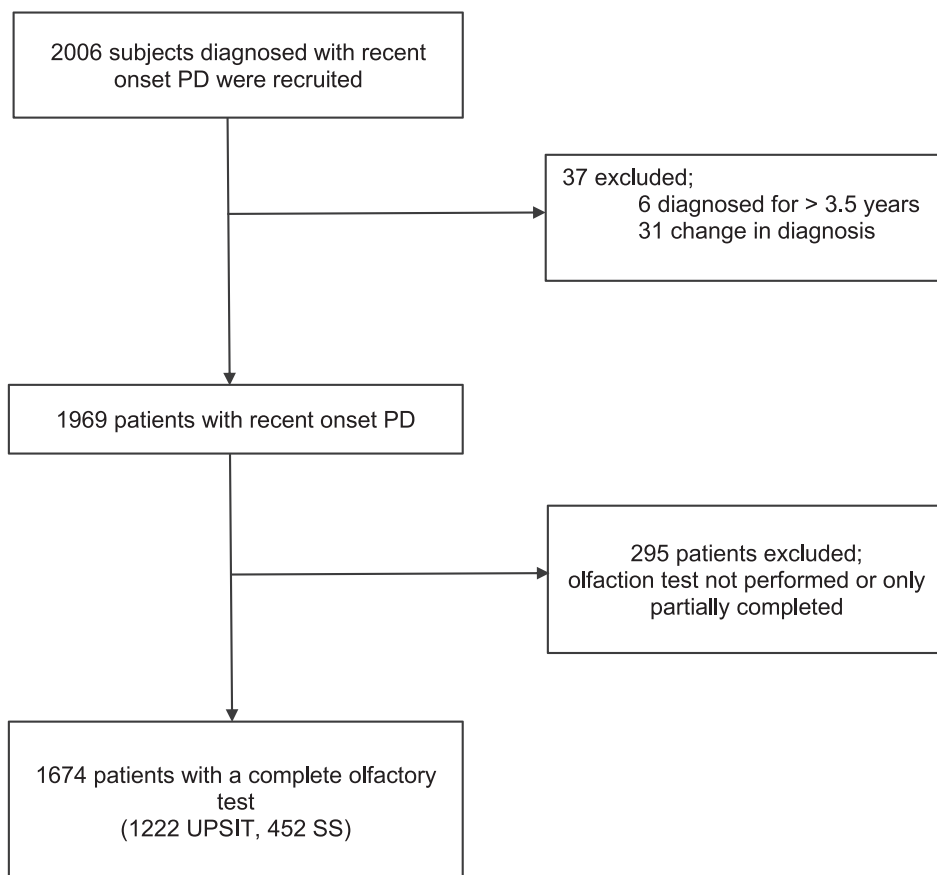 2006 subjects diagnosed with recent
onset PD were recruited
37 excluded;
6 diagnosed for > 3.5 years
31 change in diagnosis
1969 patients with recent onset PD
295 patients excluded;
olfaction test not performed or only
partially completed
1674 patients with a complete olfactory
test
(1222 UPSIT, 452 SS)